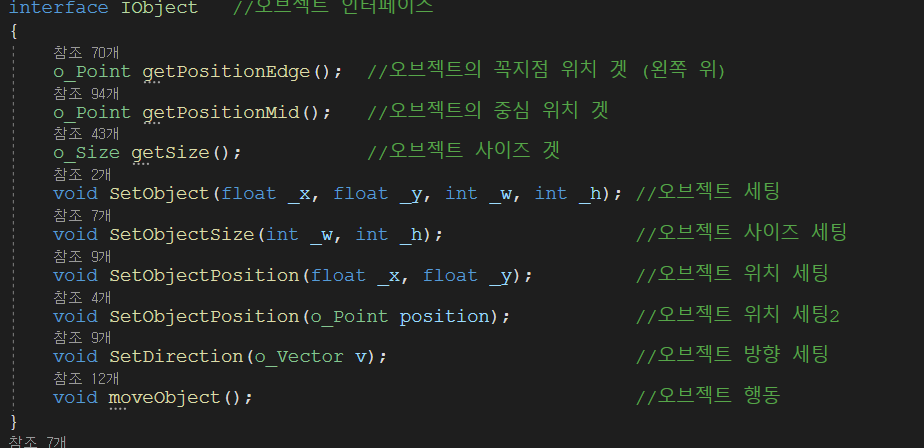 interface IObject   //오브젝트 인터페이스
{
참조 70개
o_Point getPositionEdge();  //오브젝트의 꼭지점 위치 겟 (왼쪽 위)
참조 94개
o_Point getPositionMid();   //오브젝트의 중심 위치 겟
참조 43개
o_Size getSize();           //오브젝트 사이즈 겟
참조 2개
void SetObject(float _x, float _y, int _w, int _h); //오브젝트 세팅
참조 7개
void SetObjectSize(int _w, int _h);                 //오브젝트 사이즈 세팅
참조 9개
void SetObjectPosition(float _x, float _y);         //오브젝트 위치 세팅
참조 4개
void SetObjectPosition(o_Point position);           //오브젝트 위치 세팅2
참조 9개
void SetDirection(o_Vector v);                      //오브젝트 방향 세팅
참조 12개
void moveObject();                                  //오브젝트 행동
}
참조 7개